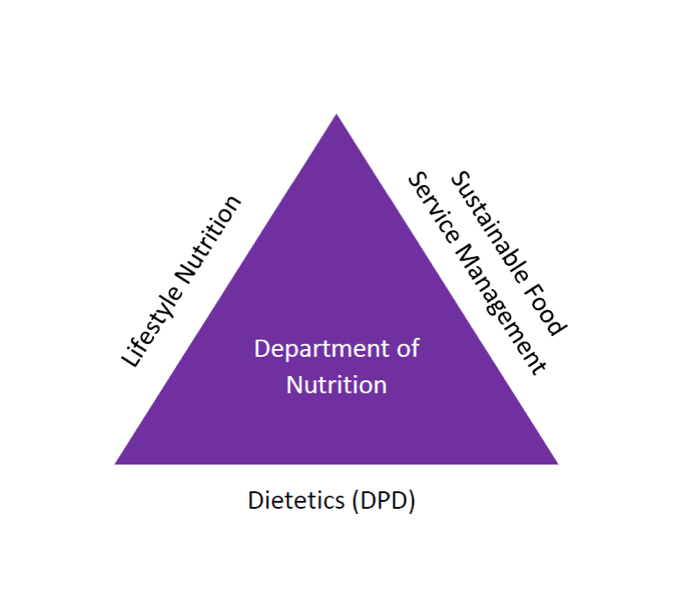 Lifestyle Nutrition
Sustainable Food
Service Management
Department of
Nutrition
Dietetics (DPD)